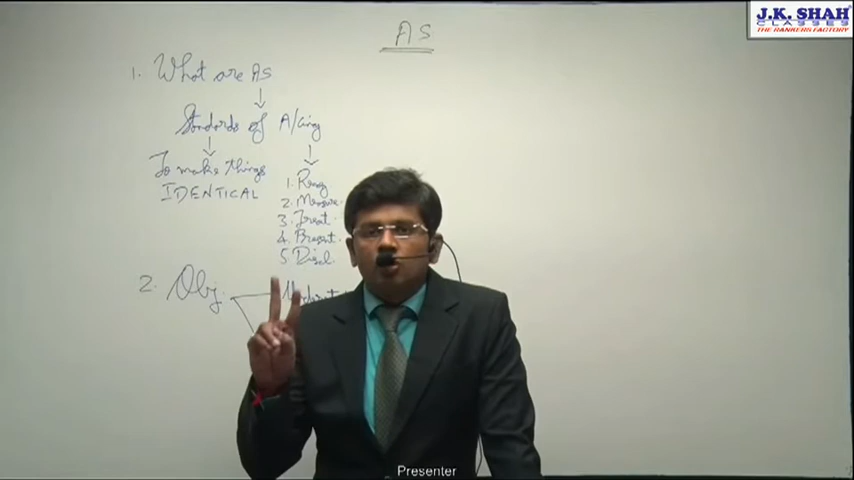 AS
J.K. SHAH
CLASSES
THE RANKERS FACTORY
1. What are AS
Standards of A/cing
To make things
IDENTICAL
1. Recog
2. Measure
3. Treat
4. Present
5 Discl.
2. Obj.
Presenter